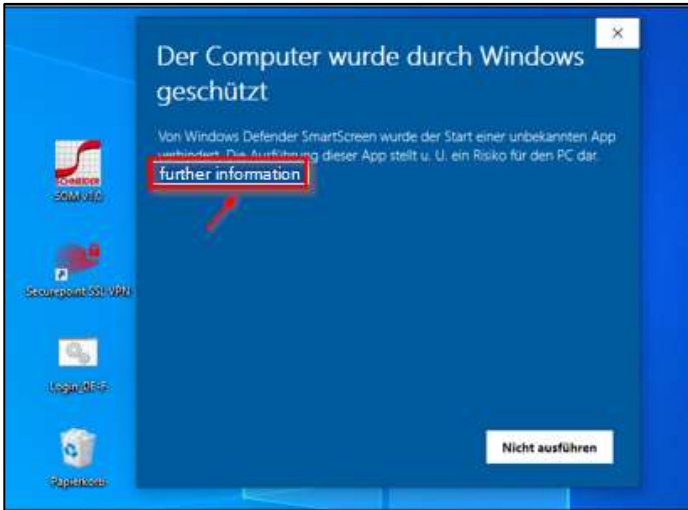 Der Computer wurde durch Windows
geschützt
Von Windows Defender SmartScreen wurde der Start einer unbekannten App
verhindert. Die Ausführung dieser App stellt u. U. ein Risiko für den PC dar.
further information
SCHNEIDER
Securepoint SSL VPN
Papierkorb
Nicht ausführen